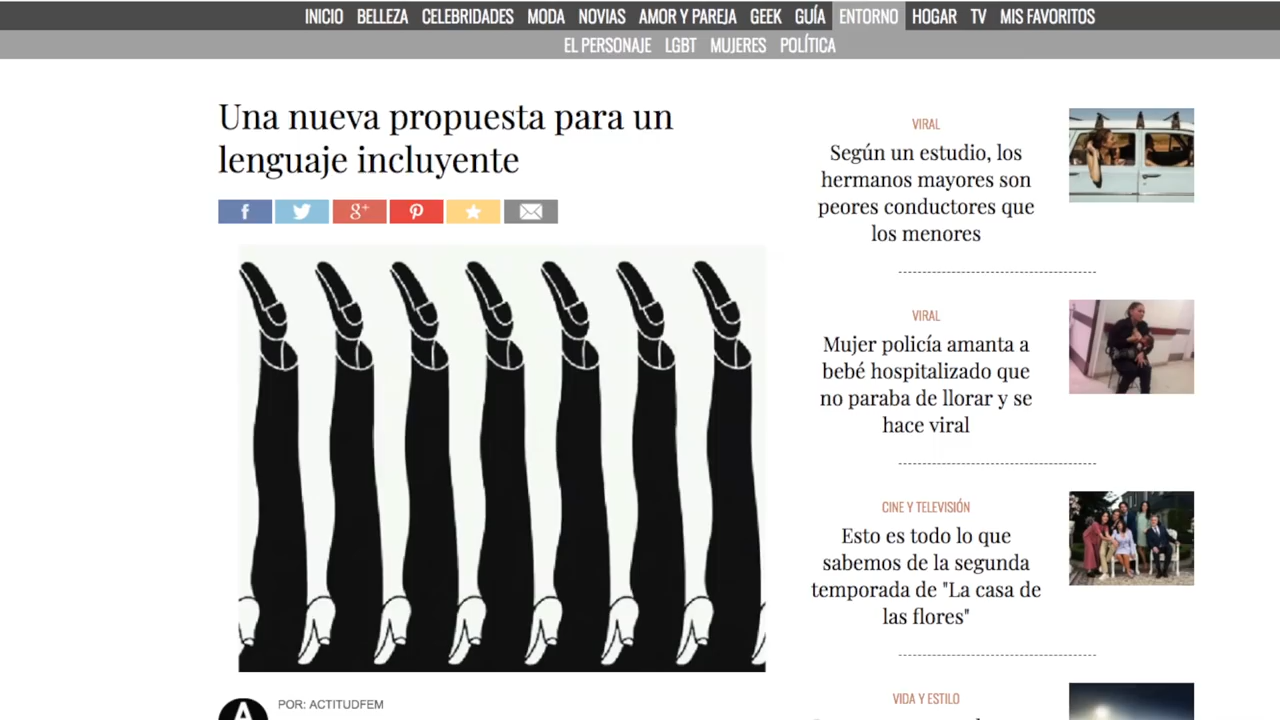 INICIO BELLEZA CELEBRIDADES MODA NOVIAS AMOR Y PAREJA GEEK GUÍA ENTORNO HOGAR TV MIS FAVORITOS
EL PERSONAJE LGBT MUJERES POLÍTICA
Una nueva propuesta para un
lenguaje incluyente
f g+
POR: ACTITUDFEM
VIRAL
Según un estudio, los
hermanos mayores son
peores conductores que
los menores
VIRAL
Mujer policía amanta a
bebé hospitalizado que
no paraba de llorar y se
hace viral
CINE Y TELEVISIÓN
Esto es todo lo que
sabemos de la segunda
temporada de "La casa de
las flores"
VIDA Y ESTILO